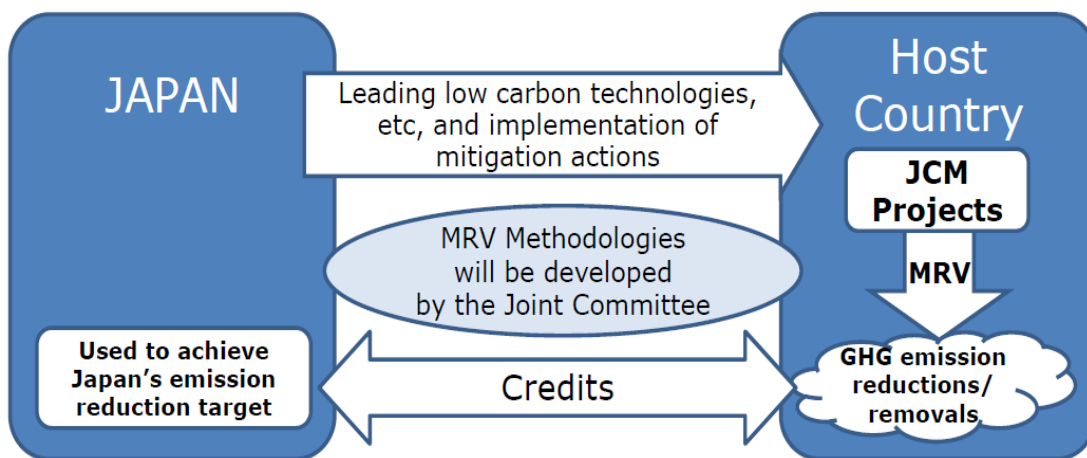 JAPAN
Leading low carbon technologies,
etc, and implementation of
mitigation actions
Host
Country
JCM
Projects
MRV Methodologies
will be developed
by the Joint Committee
MRV
Used to achieve
Japan's emission
reduction target
Credits
GHG emission
reductions/
removals